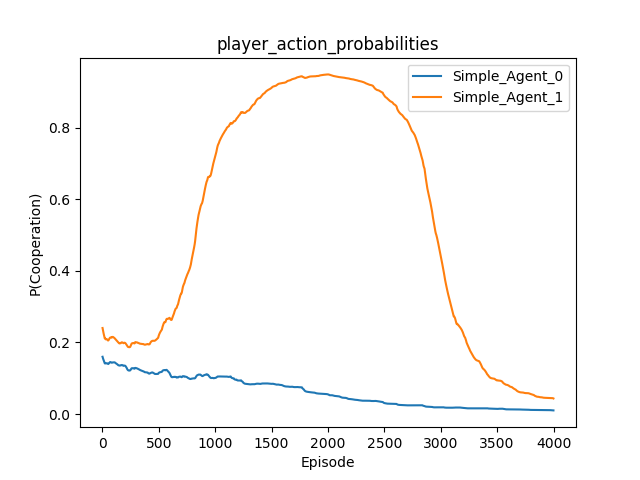 player_action_probabilities
Simple_Agent_0
Simple_Agent_1
P(Cooperation)
0.8
0.6
0.4
0.2
0.0
0 500 1000 1500 2000 2500 3000 3500 4000
Episode